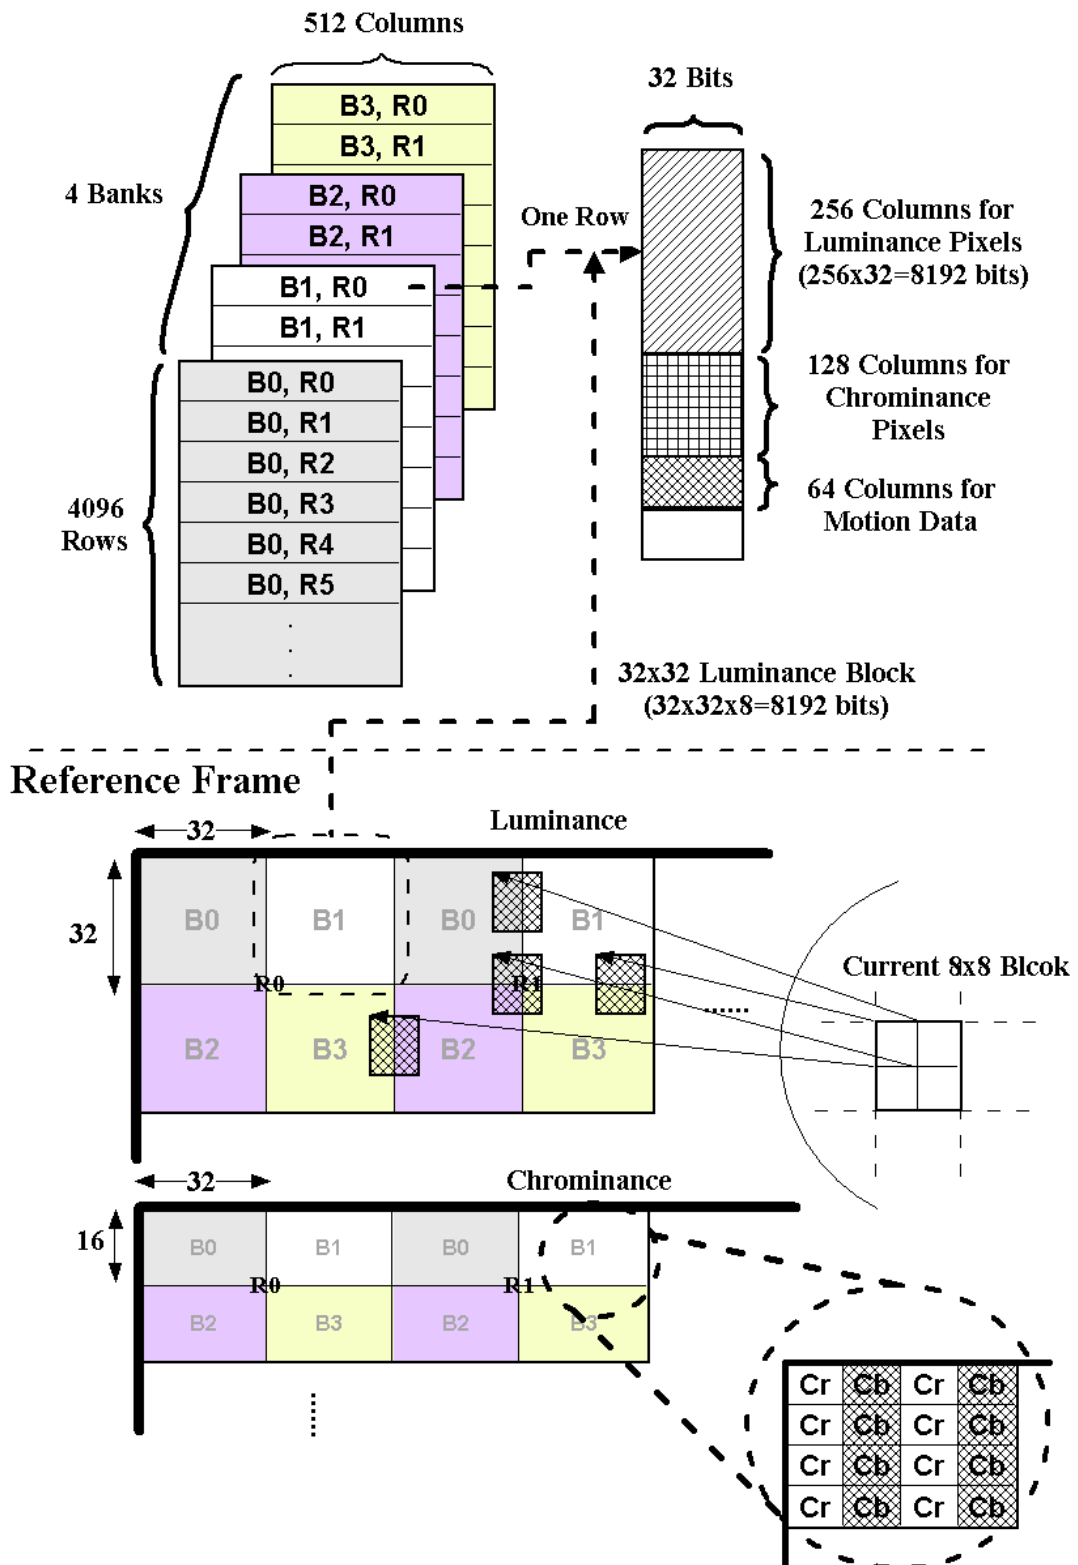 512 Columns
32 Bits
B3, R0
B3, R1
4 Banks
B2, R0
B2, R1
One Row
256 Columns for
Luminance Pixels
(256x32=8192 bits)
B1, R0
B1, R1
128 Columns for
Chrominance
Pixels
B0, R0
B0, R1
B0, R2
B0, R3
B0, R4
B0, R5
.
.
.
4096
Rows
64 Columns for
Motion Data
32x32 Luminance Block
(32x32x8=8192 bits)
Reference Frame
32
Luminance
32
B0 B1 B0 B1
R0 R1
B2 B3 B2 B3
......
Current 8x8 Blcok
32
Chrominance
16
B0 B1 B0 B1
R0 R1
B2 B3 B2 B3
......
Cr Cb Cr Cb
Cr Cb Cr Cb
Cr Cb Cr Cb
Cr Cb Cr Cb